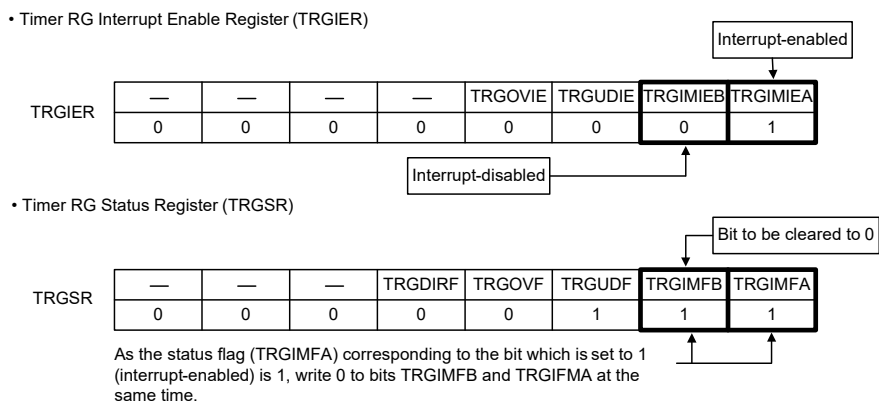 • Timer RG Interrupt Enable Register (TRGIER)
Interrupt-enabled
TRGIER
— — — — TRGOVIE TRGUDIE TRGIMIEB TRGIMIEA
0 0 0 0 0 0 0 1
Interrupt-disabled
• Timer RG Status Register (TRGSR)
Bit to be cleared to 0
TRGSR
— — — TRGDIRF TRGOVF TRGUDF TRGIMFB TRGIMFA
0 0 0 0 0 1 1 1
As the status flag (TRGIMFA) corresponding to the bit which is set to 1
(interrupt-enabled) is 1, write 0 to bits TRGIMFB and TRGIFMA at the
same time.